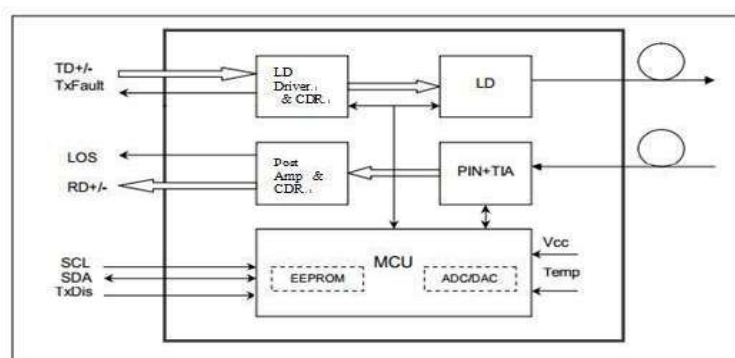 TD+/-
TxFault
LD
Driver
& CDR
LD
LOS
RD+/-
Post
Amp &
CDR
PIN+TIA
SCL
SDA
TxDis
MCU
EEPROM
ADC/DAC
Vcc
Temp